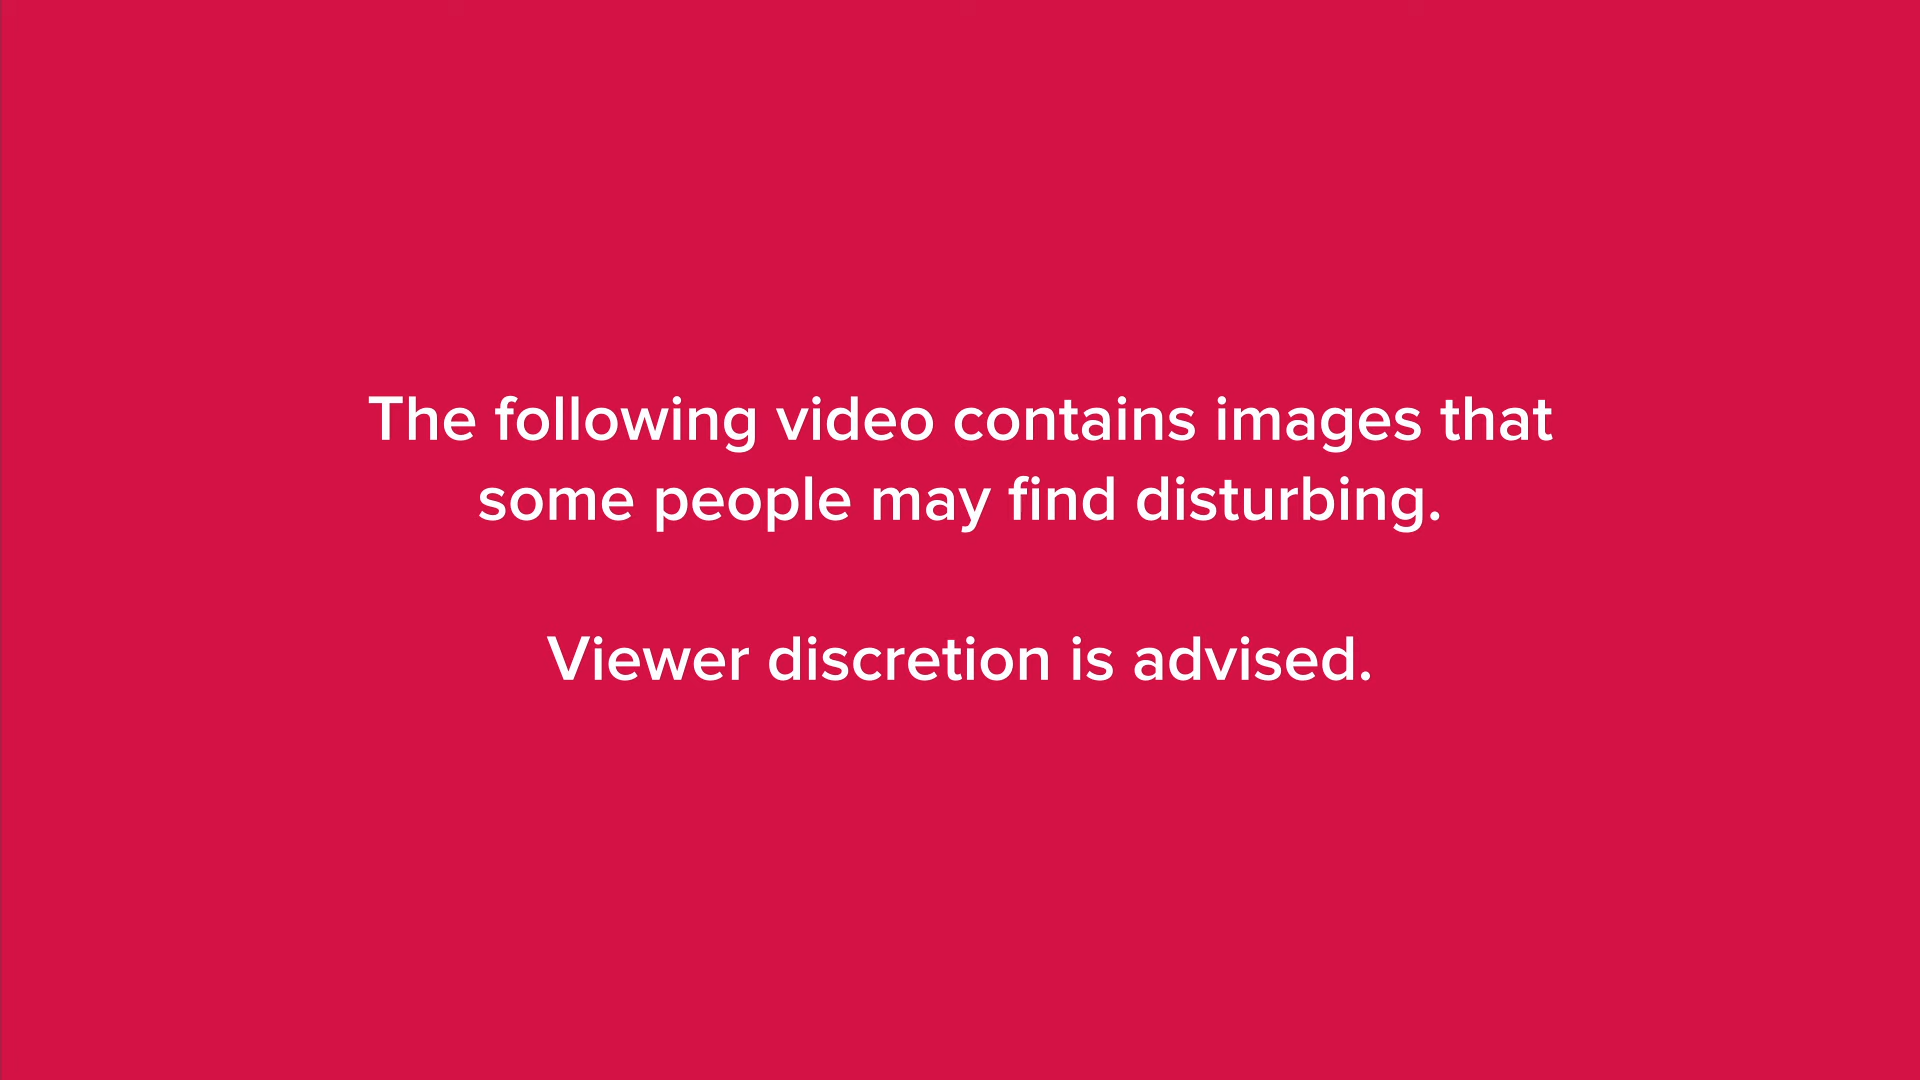 The following video contains images that
some people may find disturbing.
Viewer discretion is advised.